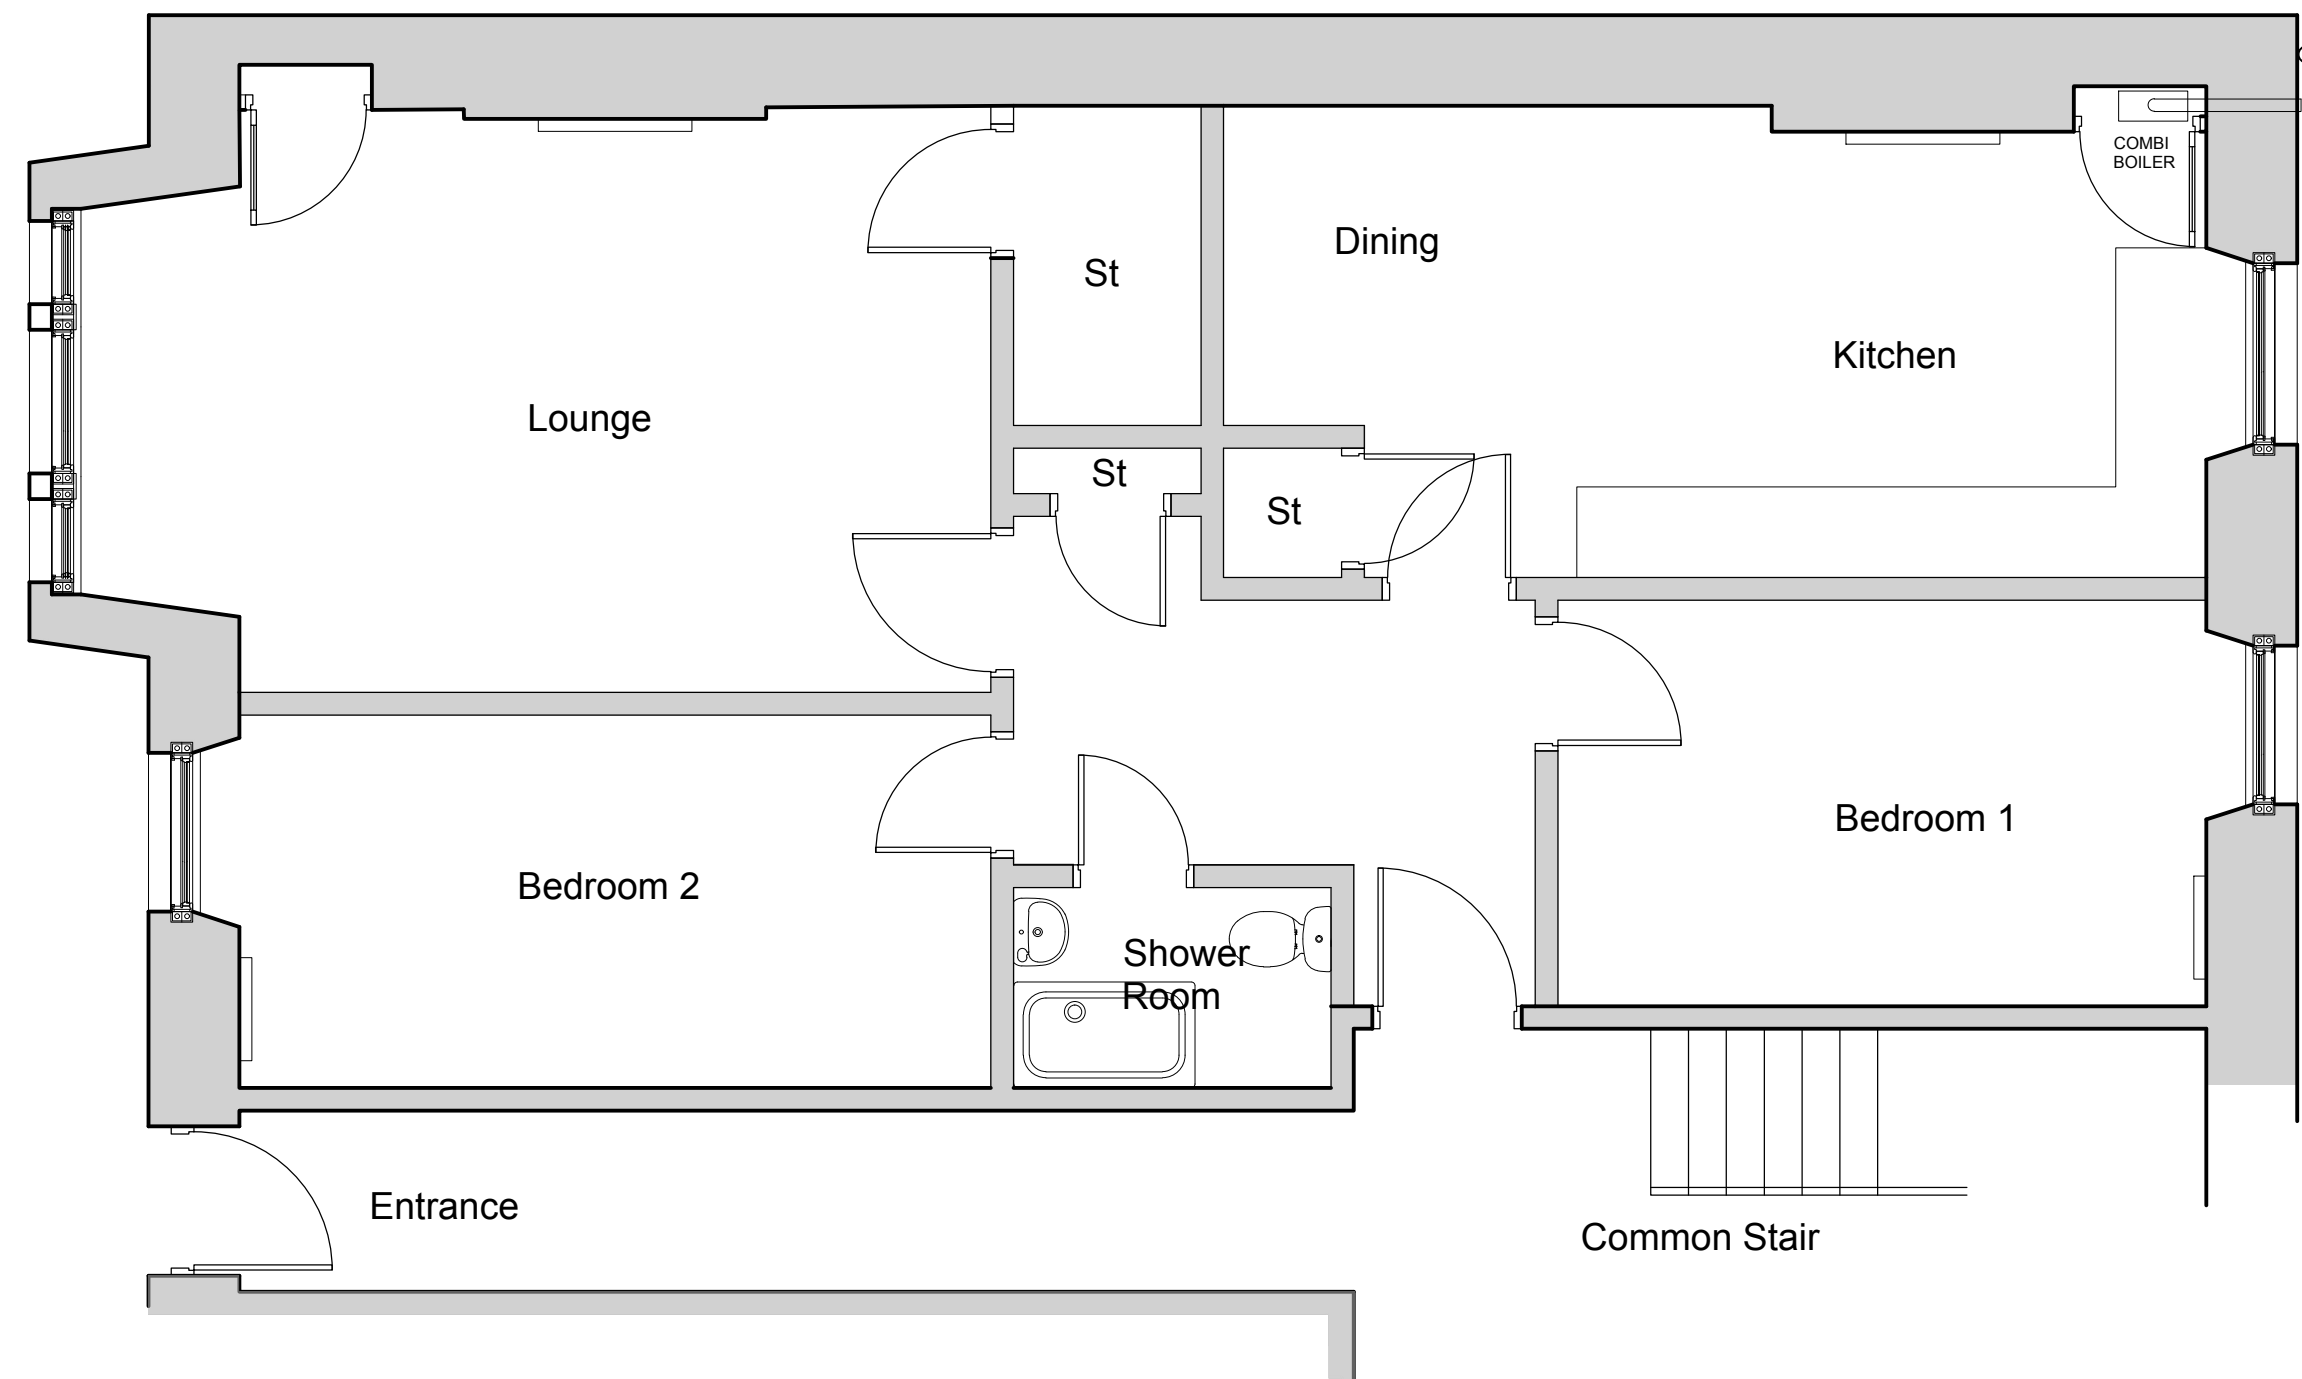 COMBI
BOILER
Dining
St
Kitchen
Lounge
St
St
Bedroom 1
Bedroom 2
Shower
Room
Entrance
Common Stair